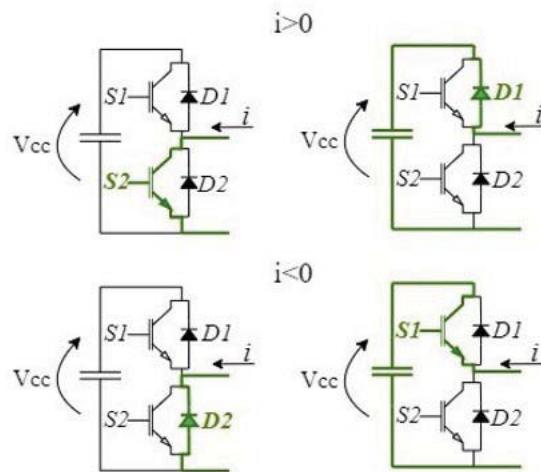 i>0
S1 D1 i
Vcc
S2 D2
S1 D1 i
Vcc
S2 D2
i<0
S1 D1 i
Vcc
S2 D2
S1 D1 i
Vcc
S2 D2